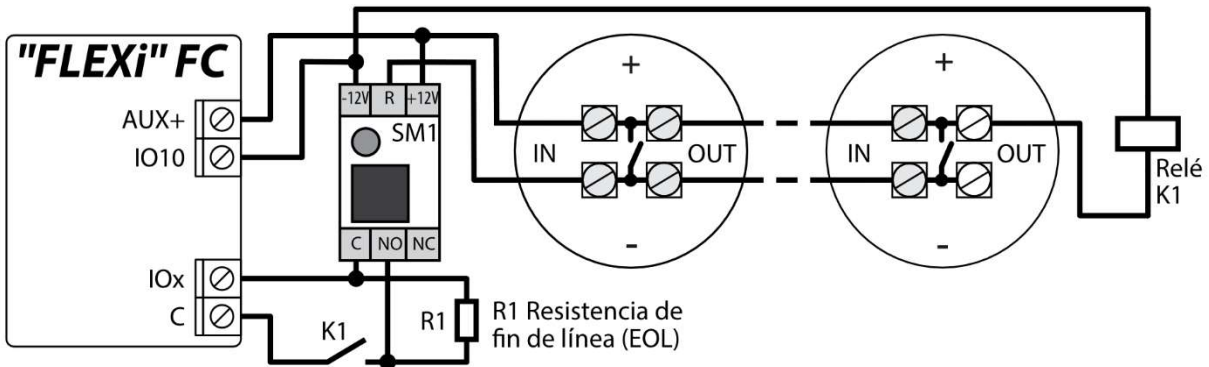 "FLEXi" FC
AUX+
IO10
IOx
C
-12V R +12V
SM1
C NO NC
K1
R1
R1 Resistencia de
fin de línea (EOL)
+
IN OUT
-
+
IN OUT
-
Relé
K1